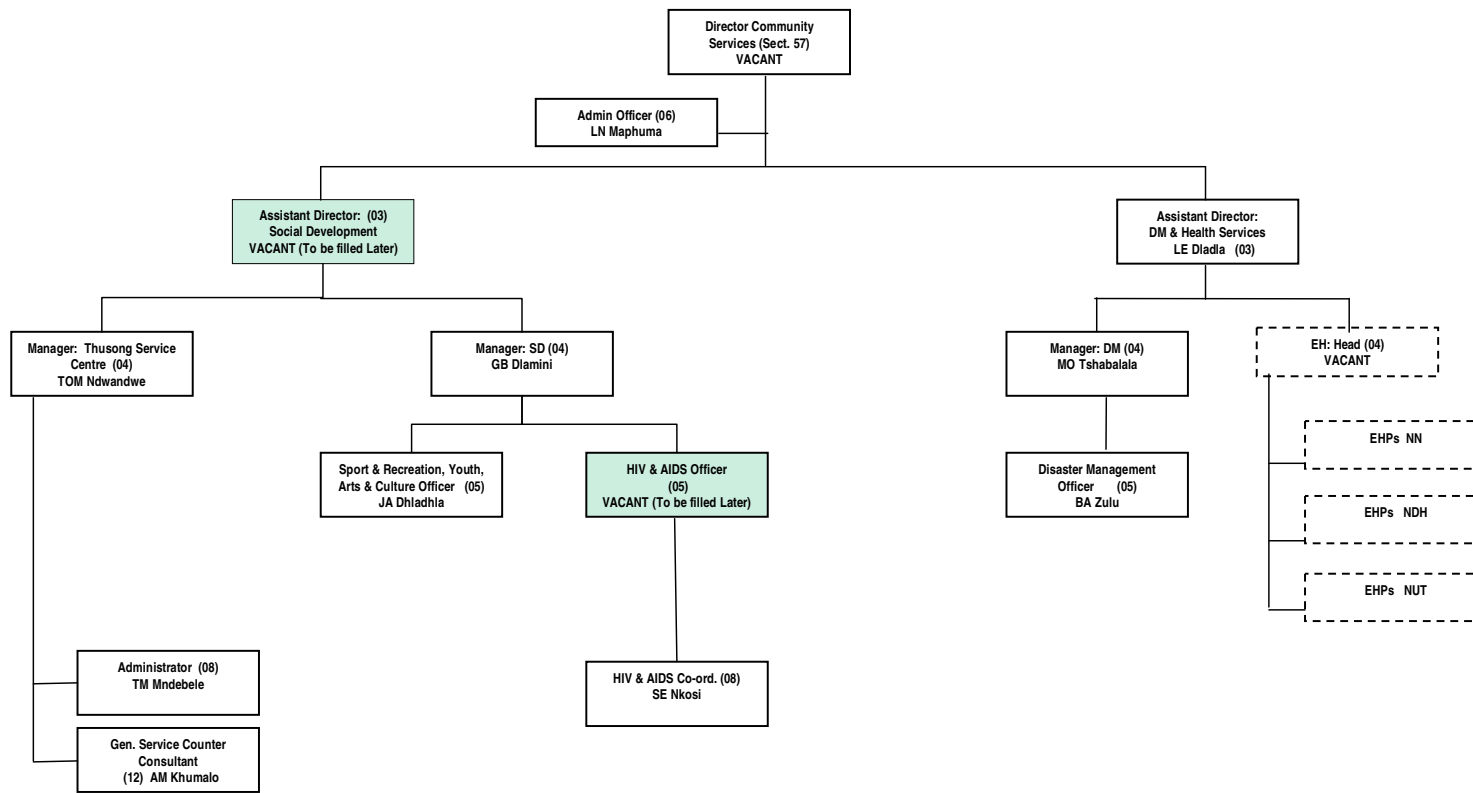 Director Community
Services (Sect. 57)
VACANT
Admin Officer (06)
LN Maphuma
Assistant Director: (03)
Social Development
VACANT (To be filled Later)
Assistant Director:
DM & Health Services
LE Dladla (03)
Manager: Thusong Service
Centre (04)
TOM Ndwandwe
Manager: SD (04)
GB Dlamini
Manager: DM (04)
MO Tshabalala
EH: Head (04)
VACANT
Sport & Recreation, Youth,
Arts & Culture Officer (05)
JA Dhladhla
HIV & AIDS Officer
(05)
VACANT (To be filled Later)
Disaster Management
Officer (05)
BA Zulu
EHPs NN
EHPs NDH
EHPs NUT
Administrator (08)
TM Mndebele
HIV & AIDS Co-ord. (08)
SE Nkosi
Gen. Service Counter
Consultant
(12) AM Khumalo